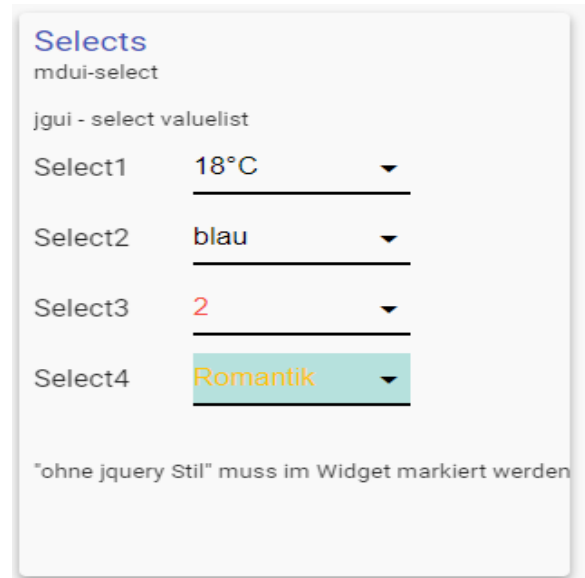 Selects
mdui-select
jgui - select valuelist
Select1 18°C
Select2 blau
Select3 2
Select4 Romantik
"ohne jquery Stil" muss im Widget markiert werden